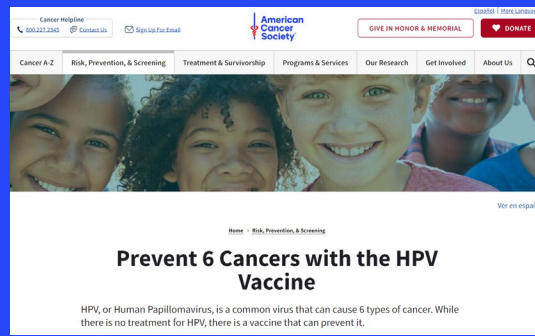 Español | More Languages
Cancer Helpline
800.227.2345 Contact Us Sign Up For Email
American
Cancer
Society
GIVE IN HONOR & MEMORIAL
DONATE
Cancer A-Z Risk, Prevention, & Screening Treatment & Survivorship Programs & Services Our Research Get Involved About Us
Ver en
Home > Risk, Prevention, & Screening
Prevent 6 Cancers with the HPV
Vaccine
HPV, or Human Papillomavirus, is a common virus that can cause 6 types of cancer. While
there is no treatment for HPV, there is a vaccine that can prevent it.